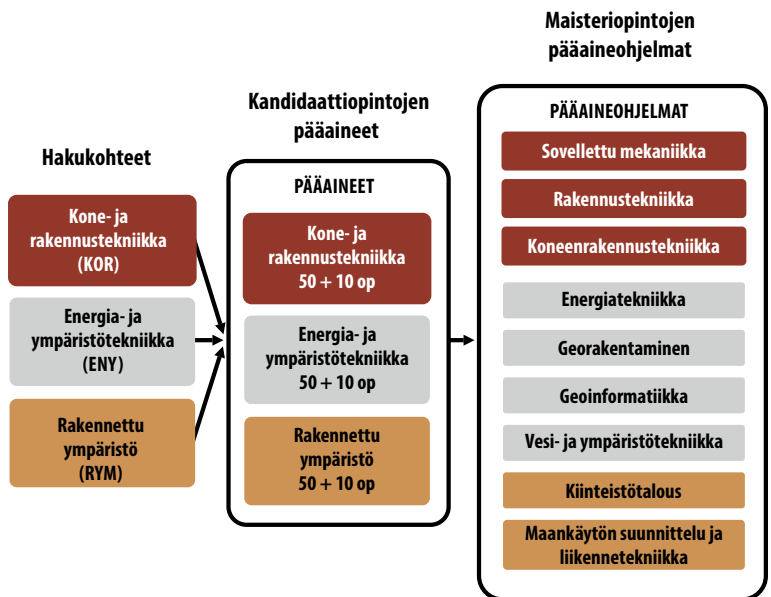 Hakukohteet
Kone- ja
rakennustekniikka
(KOR)
Energia- ja
ympäristötekniikka
(ENY)
Rakennettu
ympäristö
(RYM)
Kandidaattiopintojen
pääaineet
PÄÄAINEET
Kone- ja
rakennustekniikka
50 + 10 op
Energia- ja
ympäristötekniikka
50 + 10 op
Rakennettu
ympäristö
50 + 10 op
Maisteriopintojen
pääaineohjelmat
PÄÄAINEOHJELMAT
Sovellettu mekaniikka
Rakennustekniikka
Koneenrakennustekniikka
Energiatekniikka
Georakentaminen
Geoinformatiikka
Vesi- ja ympäristötekniikka
Kiinteistötalous
Maankäytön suunnittelu ja
liikennetekniikka